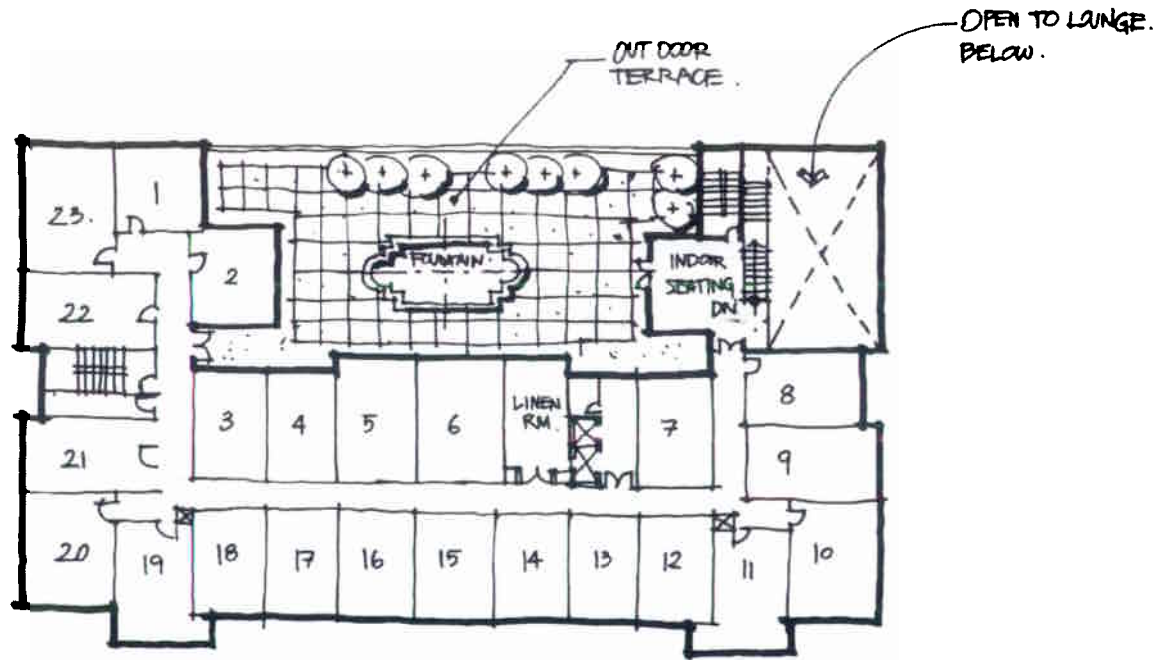 OPEN TO LOUNGE.
BELOW.
OUT DOOR
TERRACE.
23.
1
2
FOUNTAIN
INDOOR
SEATING
DN
22
3
4
5
6
LINEN
RM.
7
8
9
21
20
19
18
17
16
15
14
13
12
11
10